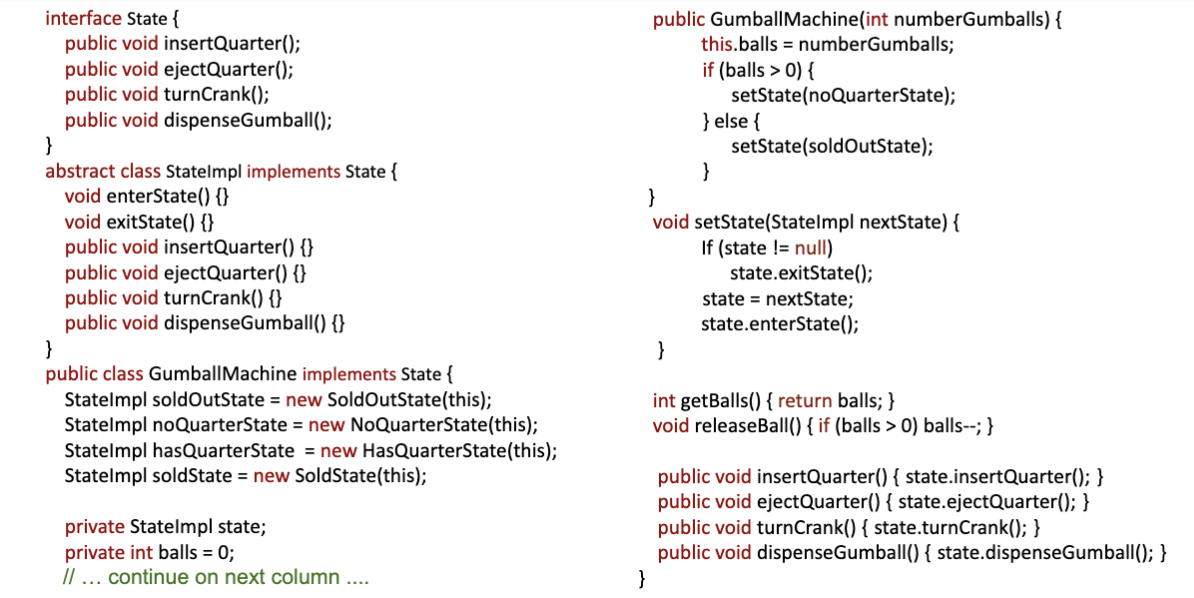 interface State {
public void insertQuarter();
public void ejectQuarter();
public void turnCrank();
public void dispenseGumball();
}
abstract class StateImpl implements State {
void enterState() {}
void exitState() {}
public void insertQuarter() {}
public void ejectQuarter() {}
public void turnCrank() {}
public void dispenseGumball() {}
}
public class GumballMachine implements State {
StateImpl soldOutState = new SoldOutState(this);
StateImpl noQuarterState = new NoQuarterState(this);
StateImpl hasQuarterState  = new HasQuarterState(this);
StateImpl soldState = new SoldState(this);
private StateImpl state;
private int balls = 0;
// … continue on next column ....
public GumballMachine(int numberGumballs) {
this.balls = numberGumballs;
if (balls > 0) {
setState(noQuarterState);
} else {
setState(soldOutState);
}
}
void setState(StateImpl nextState) {
If (state != null)
state.exitState();
state = nextState;
state.enterState();
}
int getBalls() { return balls; }
void releaseBall() { if (balls > 0) balls--; }
public void insertQuarter() { state.insertQuarter(); }
public void ejectQuarter() { state.ejectQuarter(); }
public void turnCrank() { state.turnCrank(); }
public void dispenseGumball() { state.dispenseGumball(); }
}